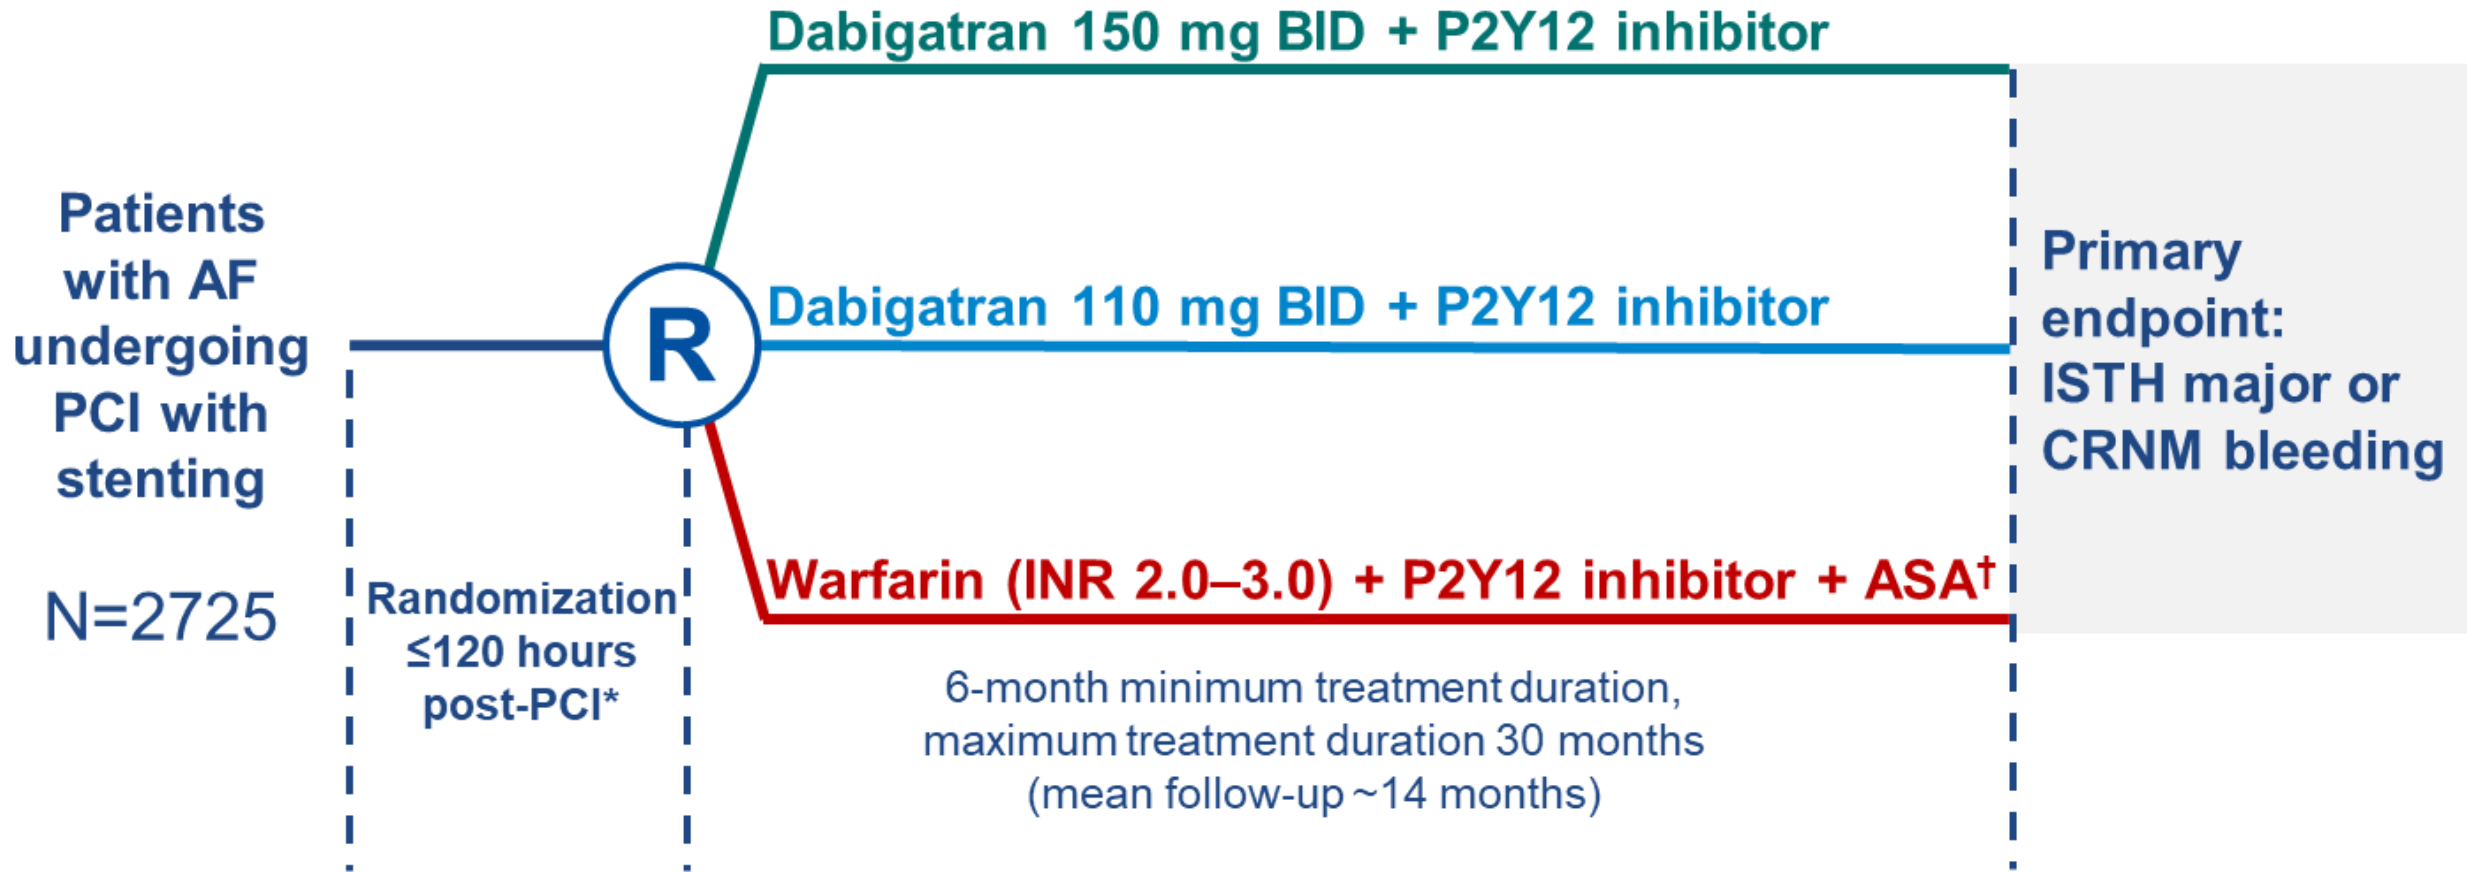 Patients
with AF
undergoing
PCI with
stenting
N=2725
Randomization
≤120 hours
post-PCI*
R
Dabigatran 150 mg BID + P2Y12 inhibitor
Dabigatran 110 mg BID + P2Y12 inhibitor
Warfarin (INR 2.0–3.0) + P2Y12 inhibitor + ASA†
6-month minimum treatment duration,
maximum treatment duration 30 months
(mean follow-up ~14 months)
Primary
endpoint:
ISTH major or
CRNM bleeding